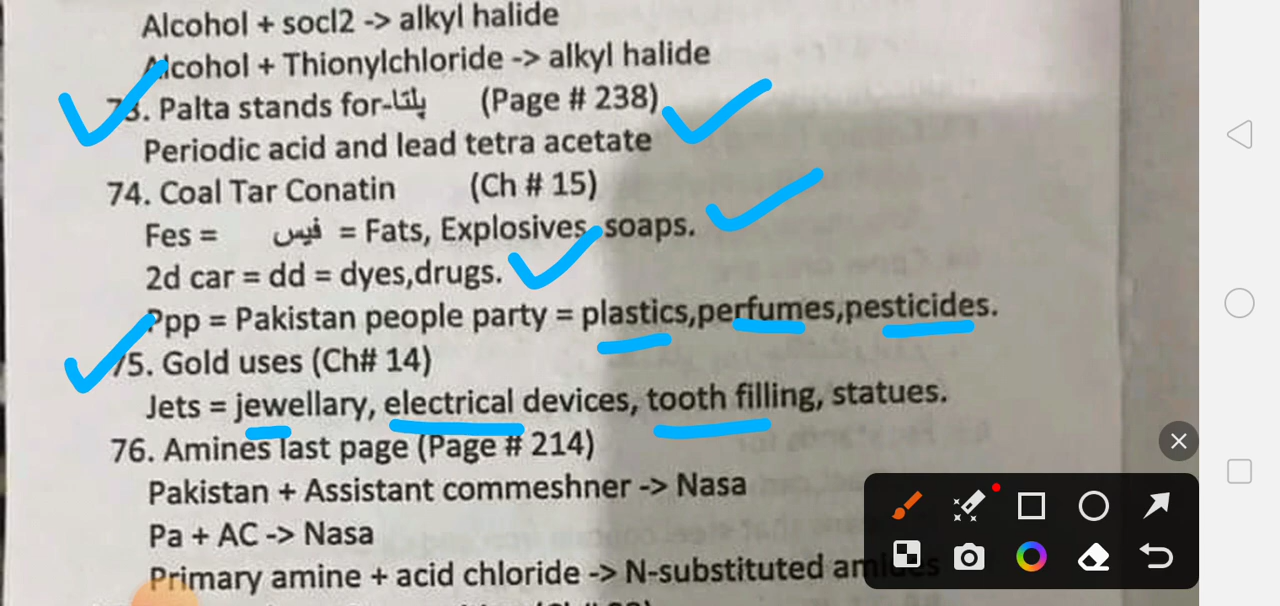 Alcohol + socl2 -> alkyl halide
Alcohol + Thionylchloride -> alkyl halide
73. Palta stands for-پلتا (Page # 238)
Periodic acid and lead tetra acetate
74. Coal Tar Conatin (Ch # 15)
Fes = فیس = Fats, Explosives, soaps.
2d car = dd = dyes,drugs.
Ppp = Pakistan people party = plastics,perfumes,pesticides.
75. Gold uses (Ch# 14)
Jets = jewellary, electrical devices, tooth filling, statues.
76. Amines last page (Page # 214)
Pakistan + Assistant commeshner -> Nasa
Pa + AC -> Nasa
Primary amine + acid chloride -> N-substituted amides